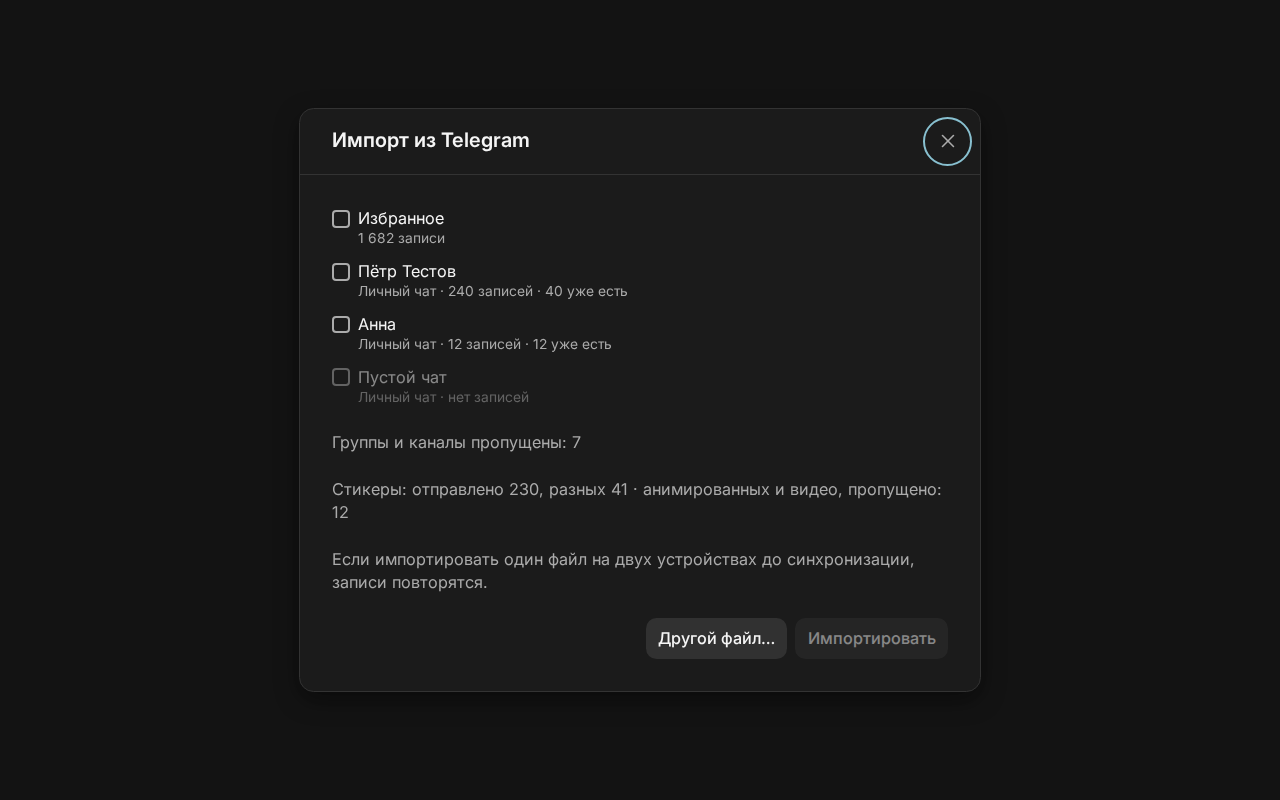 Импорт из Telegram
Избранное
1 682 записи
Пётр Тестов
Личный чат · 240 записей · 40 уже есть
Анна
Личный чат · 12 записей · 12 уже есть
Пустой чат
Личный чат · нет записей
Группы и каналы пропущены: 7
Стикеры: отправлено 230, разных 41 · анимированных и видео, пропущено:
12
Если импортировать один файл на двух устройствах до синхронизации,
записи повторятся.
Другой файл...
Импортировать